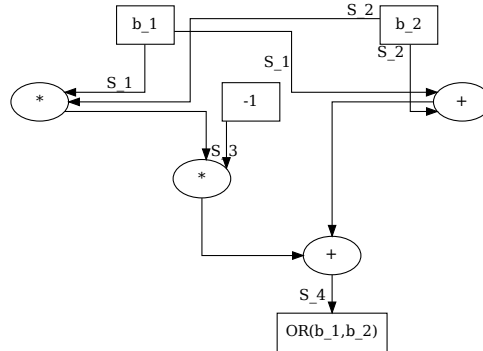 b_1
S_2
b_2
S_2
S_1
S_1
-1
*
+
S_3
*
+
S_4
OR(b_1,b_2)